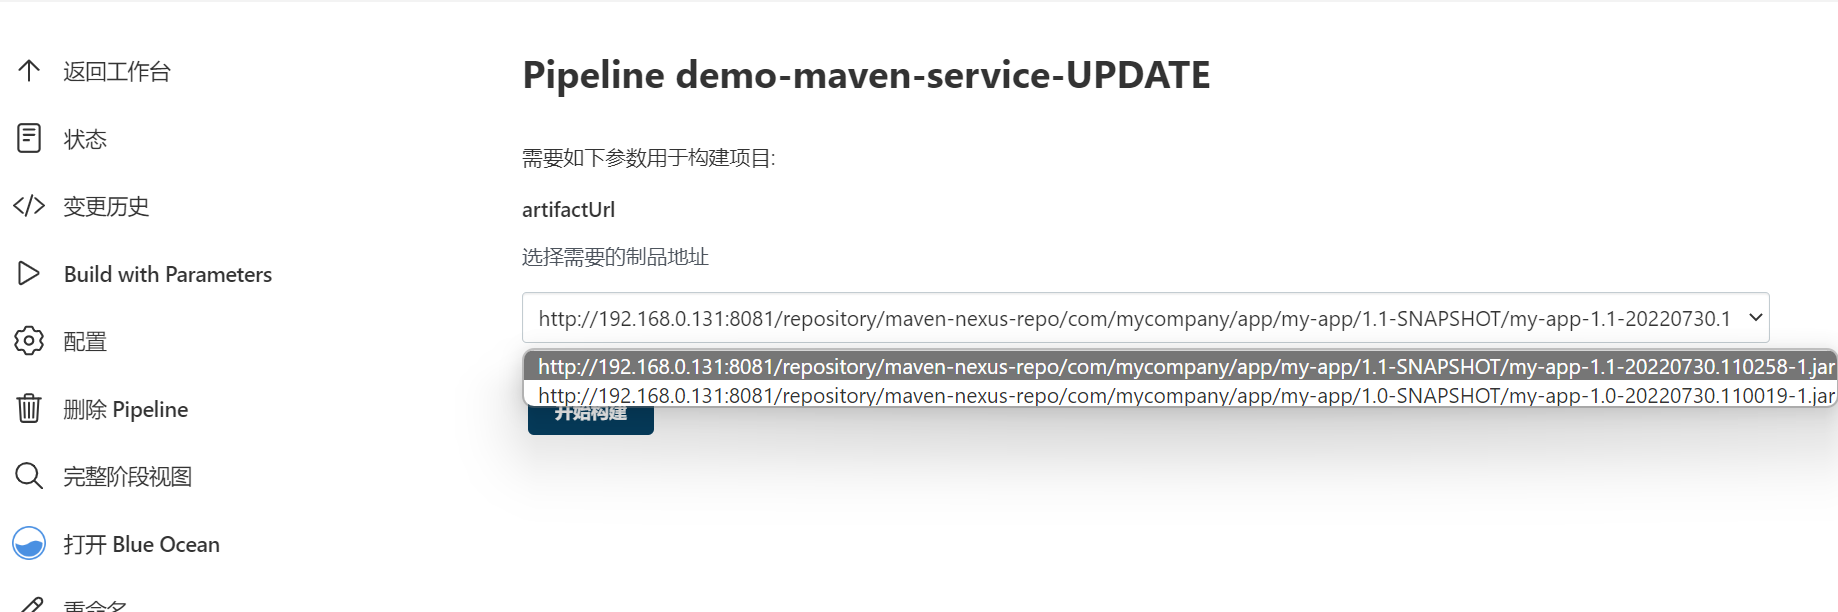 返回工作台
状态
变更历史
Build with Parameters
配置
删除 Pipeline
完整阶段视图
打开 Blue Ocean
重命名
Pipeline demo-maven-service-UPDATE
需要如下参数用于构建项目:
artifactUrl
选择需要的制品地址
http://192.168.0.131:8081/repository/maven-nexus-repo/com/mycompany/app/my-app/1.1-SNAPSHOT/my-app-1.1-20220730.1
http://192.168.0.131:8081/repository/maven-nexus-repo/com/mycompany/app/my-app/1.1-SNAPSHOT/my-app-1.1-20220730.110258-1.jar
http://192.168.0.131:8081/repository/maven-nexus-repo/com/mycompany/app/my-app/1.0-SNAPSHOT/my-app-1.0-20220730.110019-1.jar
开始构建